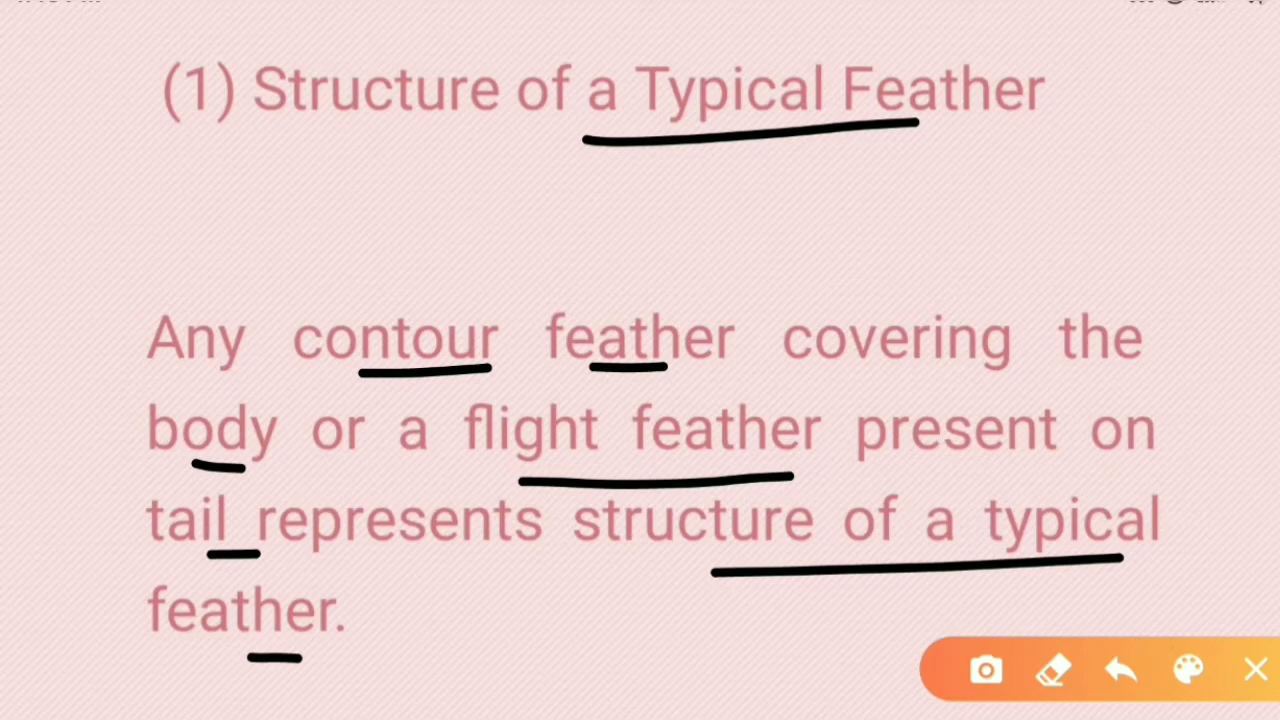 (1) Structure of a Typical Feather
Any contour feather covering the
body or a flight feather present on
tail represents structure of a typical
feather.